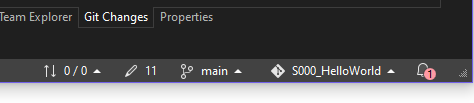 Team Explorer Git Changes Properties
0 / 0 11 main S000_HelloWorld 1